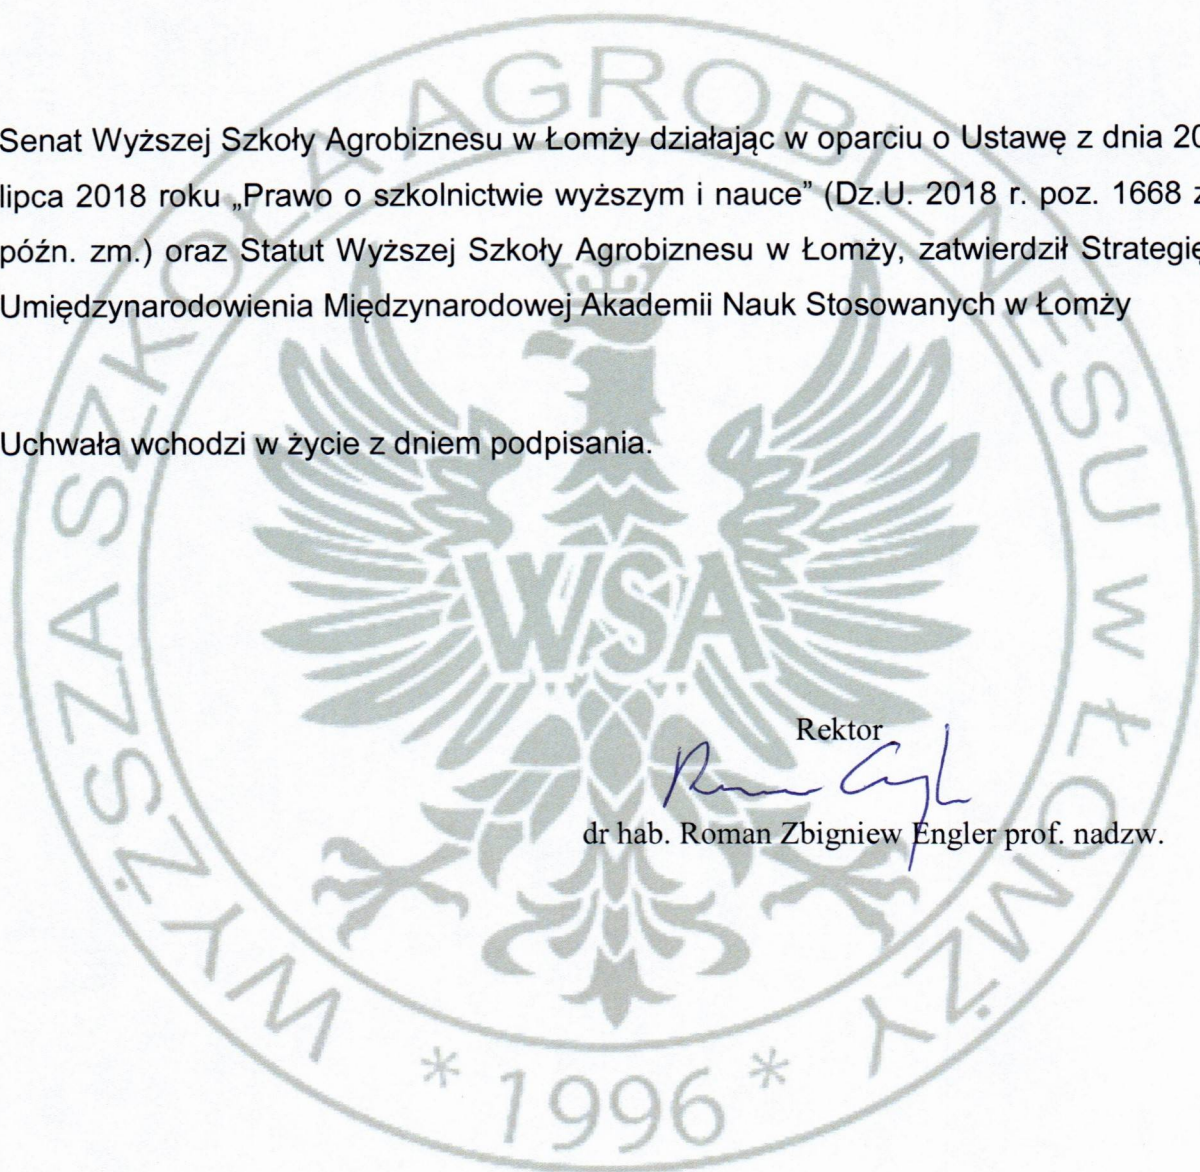 Senat Wyższej Szkoły Agrobiznesu w Łomży działając w oparciu o Ustawę z dnia 20
lipca 2018 roku „Prawo o szkolnictwie wyższym i nauce” (Dz.U. 2018 r. poz. 1668 z
późn. zm.) oraz Statut Wyższej Szkoły Agrobiznesu w Łomży, zatwierdził Strategię
Umiędzynarodowienia Międzynarodowej Akademii Nauk Stosowanych w Łomży
Uchwała wchodzi w życie z dniem podpisania.
Rektor
dr hab. Roman Zbigniew Engler prof. nadzw.
WYŻSZA SZKOŁA AGROBIZNESU W ŁOMŻY
WSA
* 1996 *